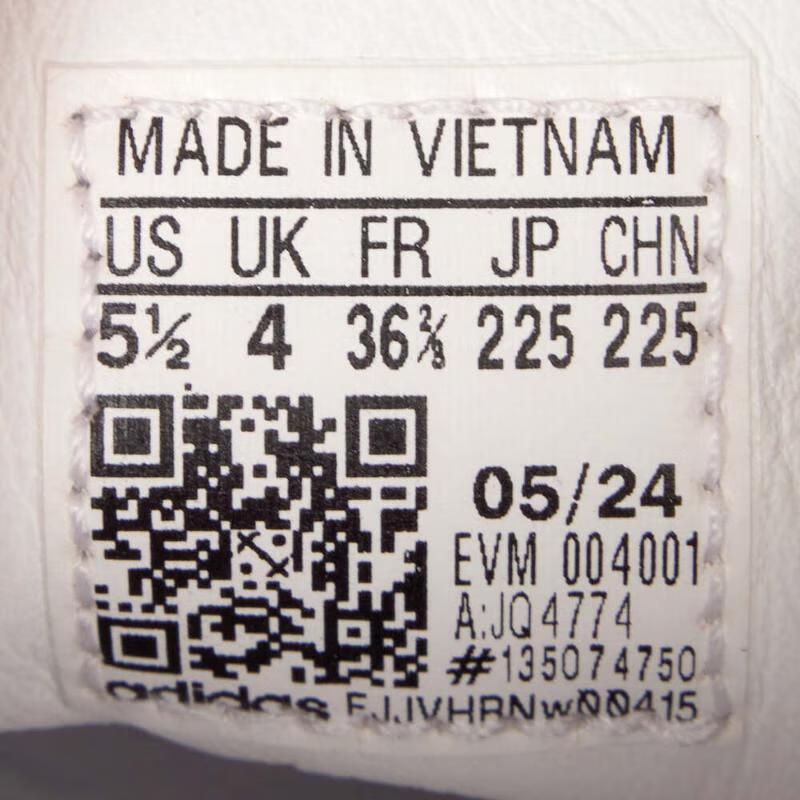 MADE IN VIETNAM
US UK FR JP CHN
5½ 4 36⅔ 225 225
05/24
EVM 004001
A:JQ4774
#135074750
adidas